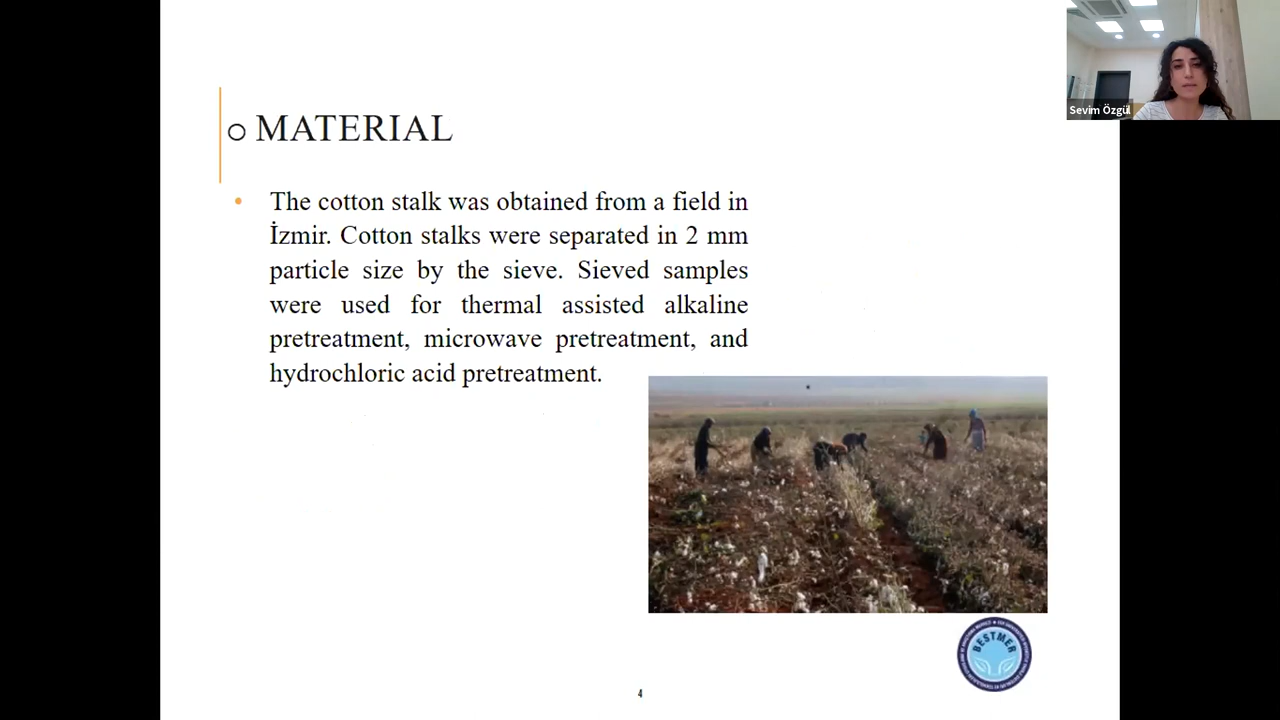 Sevim Özgül
MATERIAL
• The cotton stalk was obtained from a field in
İzmir. Cotton stalks were separated in 2 mm
particle size by the sieve. Sieved samples
were used for thermal assisted alkaline
pretreatment, microwave pretreatment, and
hydrochloric acid pretreatment.
BESTMER
4